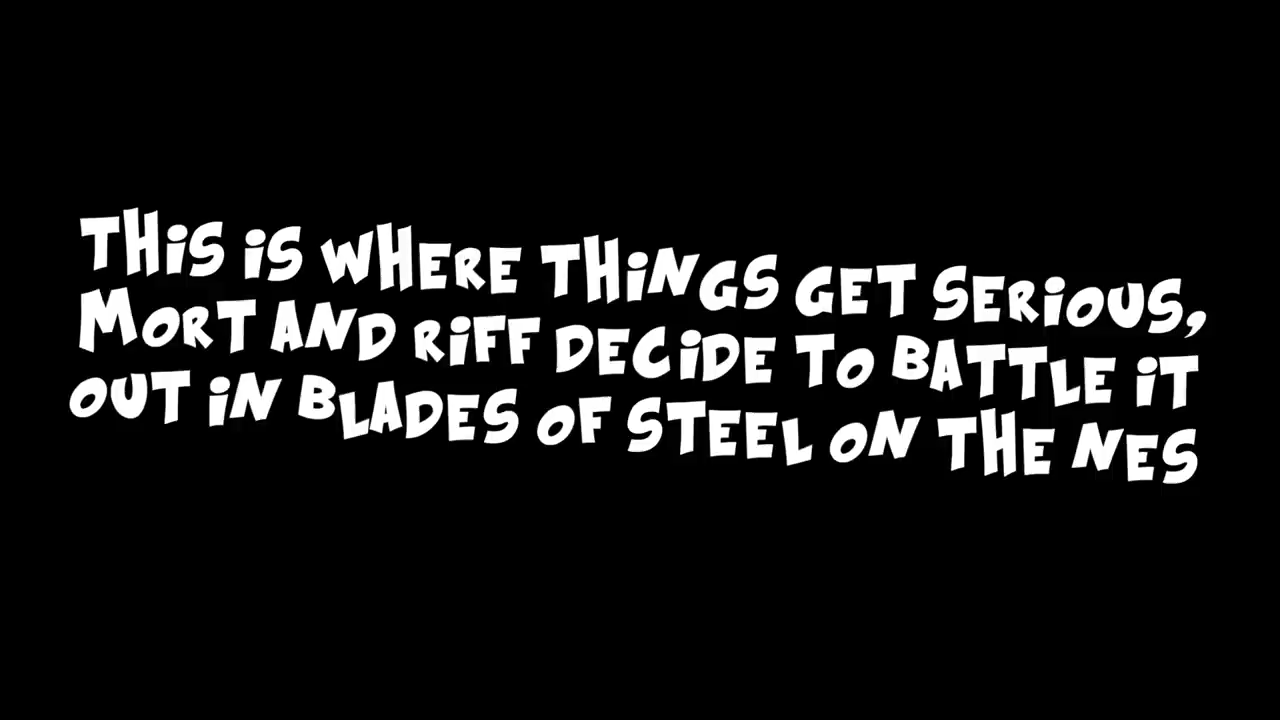 THIS IS WHERE THINGS GET SERIOUS,
MORT AND RIFF DECIDE TO BATTLE IT
OUT IN BLADES OF STEEL ON THE NES